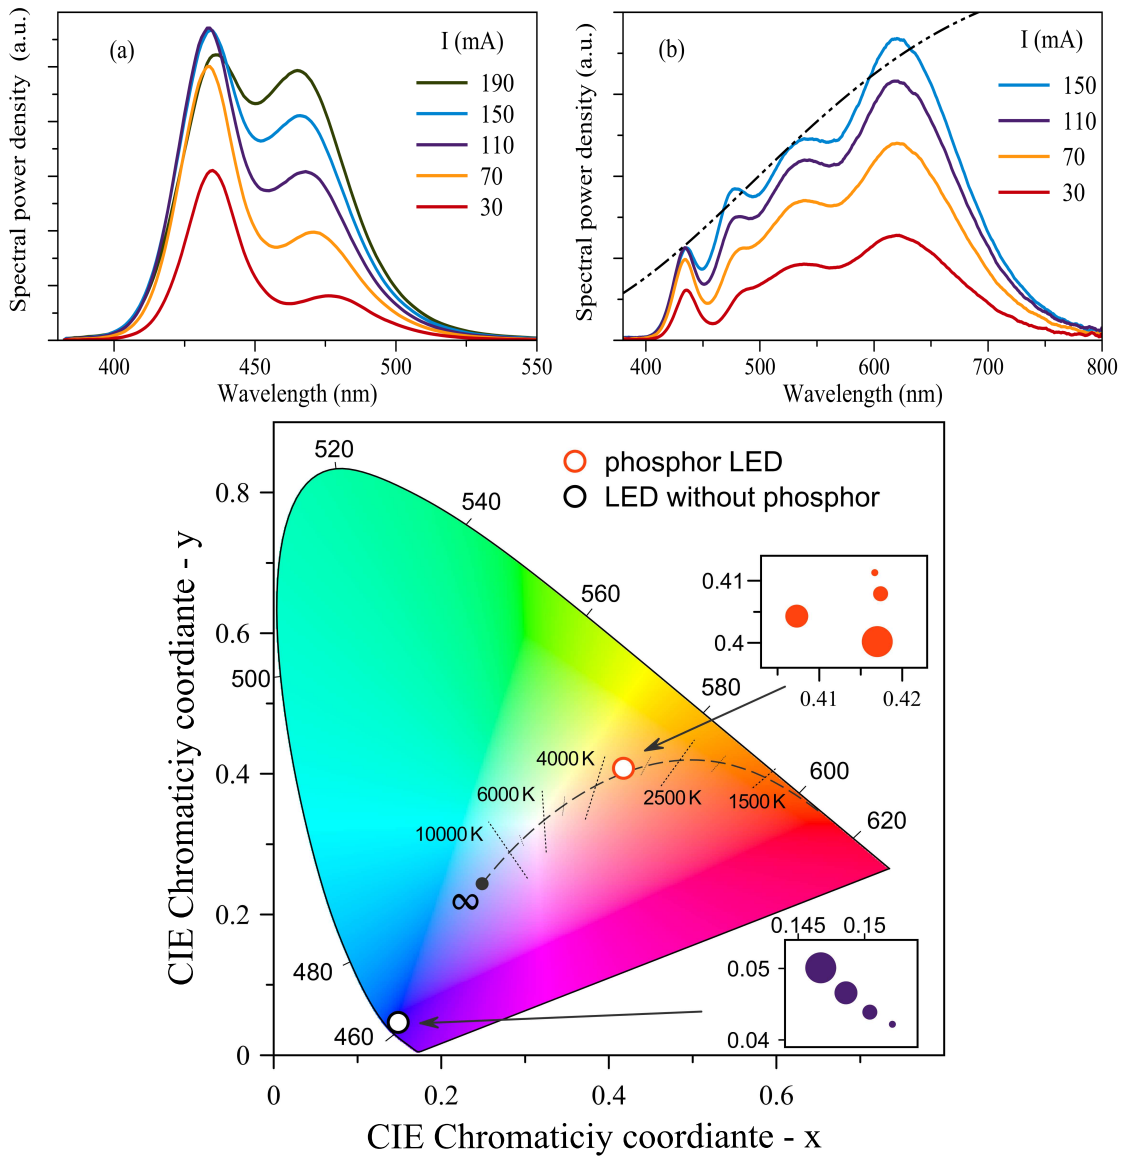 (a)
I (mA)
190
150
110
70
30
Spectral power density (a.u.)
400
450
500
550
Wavelength (nm)
(b)
I (mA)
150
110
70
30
Spectral power density (a.u.)
400
500
600
700
800
Wavelength (nm)
phosphor LED
LED without phosphor
520
540
560
580
600
620
500
480
460
0.41
0.4
0.41
0.42
4000 K
6000 K
10000 K
2500 K
1500 K
∞
0.145
0.15
0.05
0.04
0.8
0.6
0.4
0.2
0
CIE Chromaticiy coordiante - y
0
0.2
0.4
0.6
CIE Chromaticiy coordiante - x